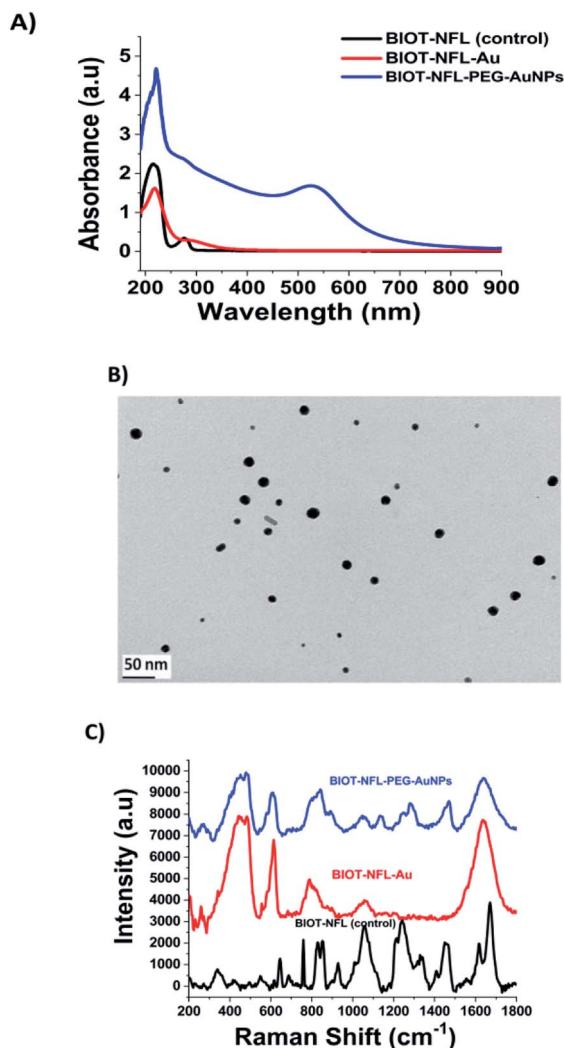 A)
BIOT-NFL (control)
BIOT-NFL-Au
BIOT-NFL-PEG-AuNPs
Absorbance (a.u)
5
4
3
2
1
0
200 300 400 500 600 700 800 900
Wavelength (nm)
B)
50 nm
C)
Intensity (a.u)
10000
9000
8000
7000
6000
5000
4000
3000
2000
1000
0
BIOT-NFL-PEG-AuNPs
BIOT-NFL-Au
BIOT-NFL (control)
200 400 600 800 1000 1200 1400 1600 1800
Raman Shift (cm-1)